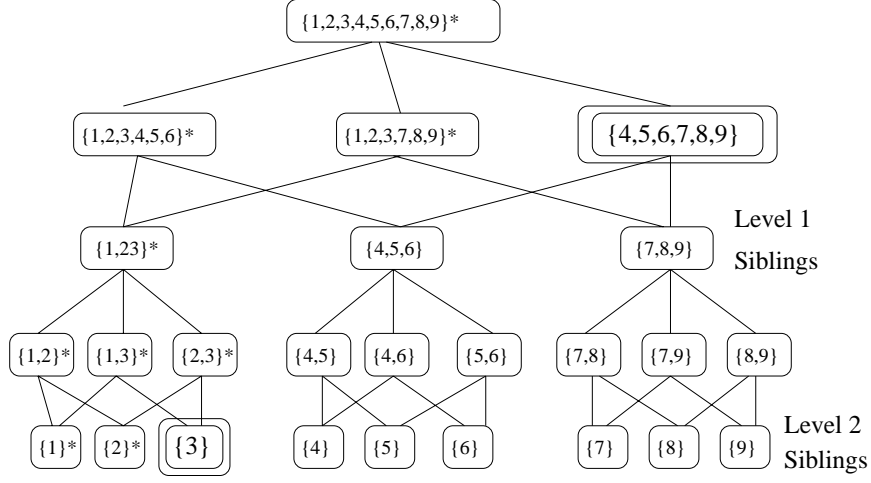 {1,2,3,4,5,6,7,8,9}*
{1,2,3,4,5,6}* {1,2,3,7,8,9}* {4,5,6,7,8,9}
Level 1
{1,23}* {4,5,6} {7,8,9}
Siblings
{1,2}* {1,3}* {2,3}* {4,5} {4,6} {5,6} {7,8} {7,9} {8,9}
Level 2
{1}* {2}* {3} {4} {5} {6} {7} {8} {9}
Siblings